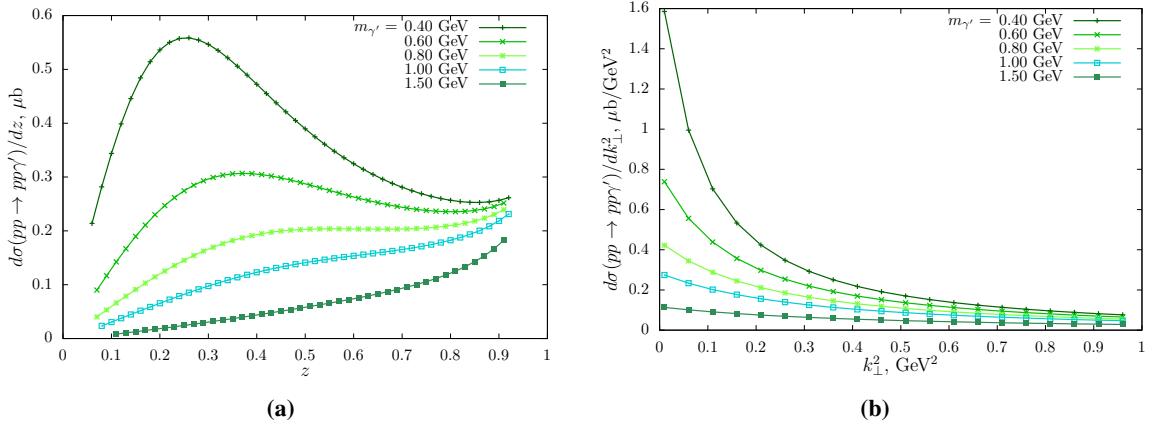 dσ(pp → ppγ′)/dz, μb
0.6
0.5
0.4
0.3
0.2
0.1
0
0 0.1 0.2 0.3 0.4 0.5 0.6 0.7 0.8 0.9 1
z
m_γ′ = 0.40 GeV
0.60 GeV
0.80 GeV
1.00 GeV
1.50 GeV
(a)
dσ(pp → ppγ′)/dk²⊥, μb/GeV²
1.6
1.4
1.2
1
0.8
0.6
0.4
0.2
0
0 0.1 0.2 0.3 0.4 0.5 0.6 0.7 0.8 0.9 1
k²⊥, GeV²
m_γ′ = 0.40 GeV
0.60 GeV
0.80 GeV
1.00 GeV
1.50 GeV
(b)